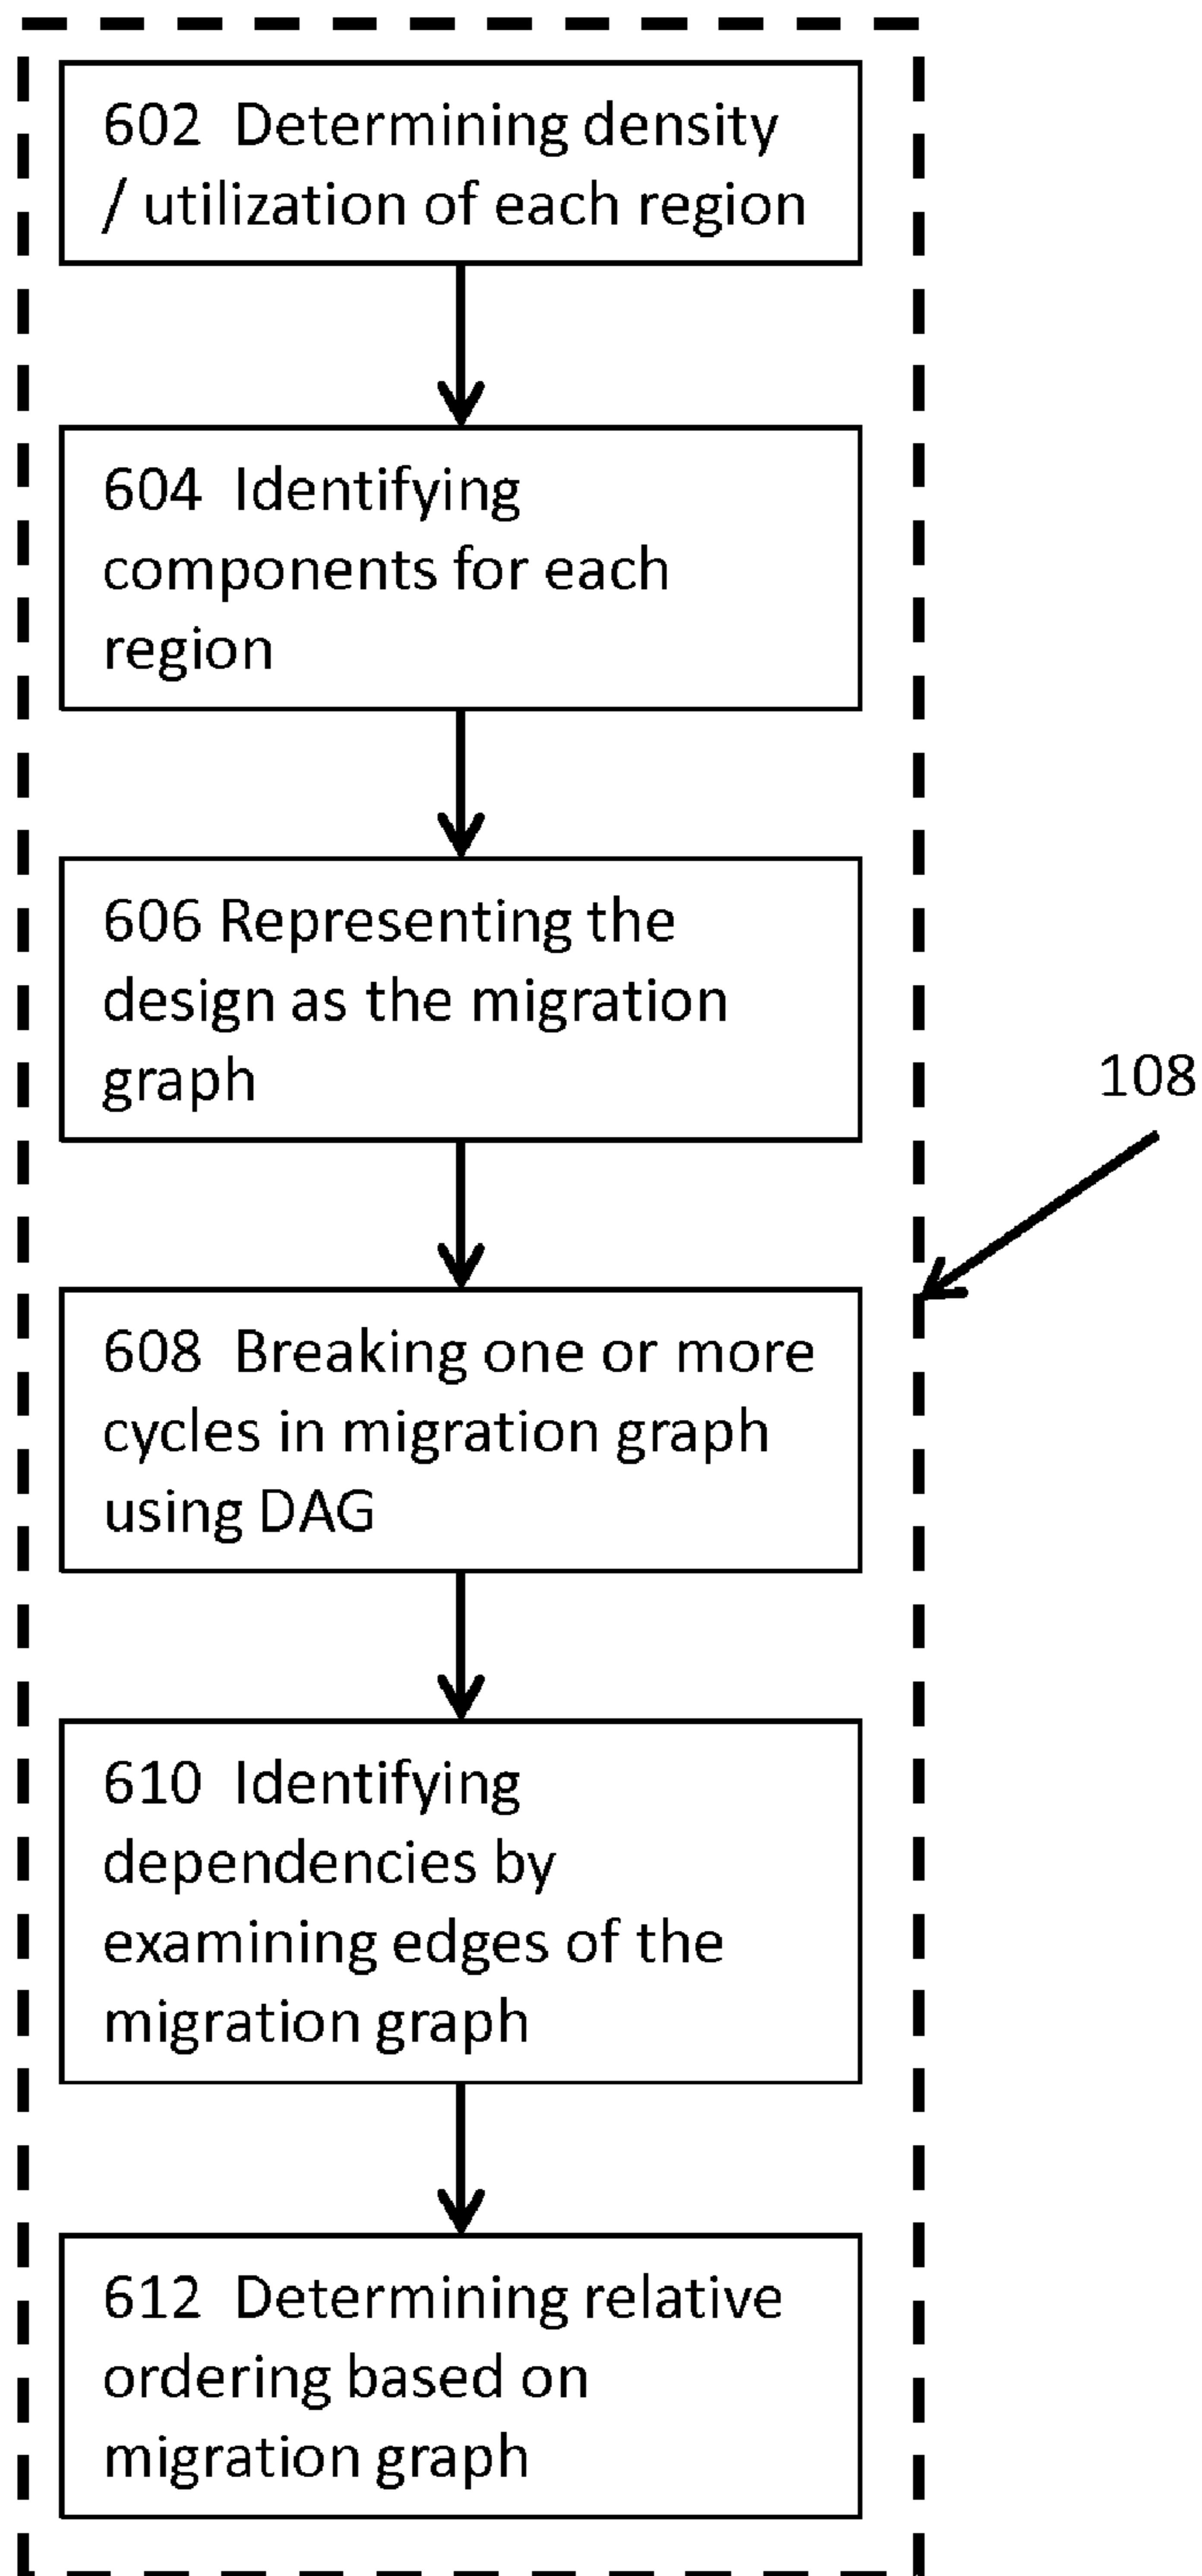 602 Determining density
/ utilization of each region
604 Identifying
components for each
region
606 Representing the
design as the migration
graph
108
608 Breaking one or more
cycles in migration graph
using DAG
610 Identifying
dependencies by
examining edges of the
migration graph
612 Determining relative
ordering based on
migration graph